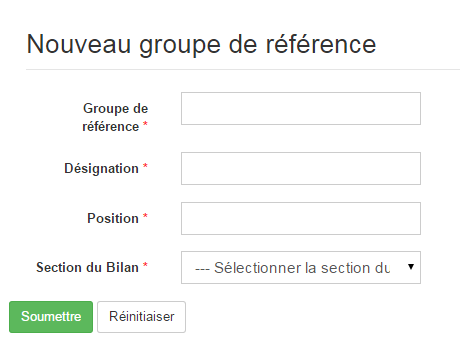 Nouveau groupe de référence
Groupe de
référence *
Désignation *
Position *
Section du Bilan *
--- Sélectionner la section du
Soumettre
Réinitiaiser